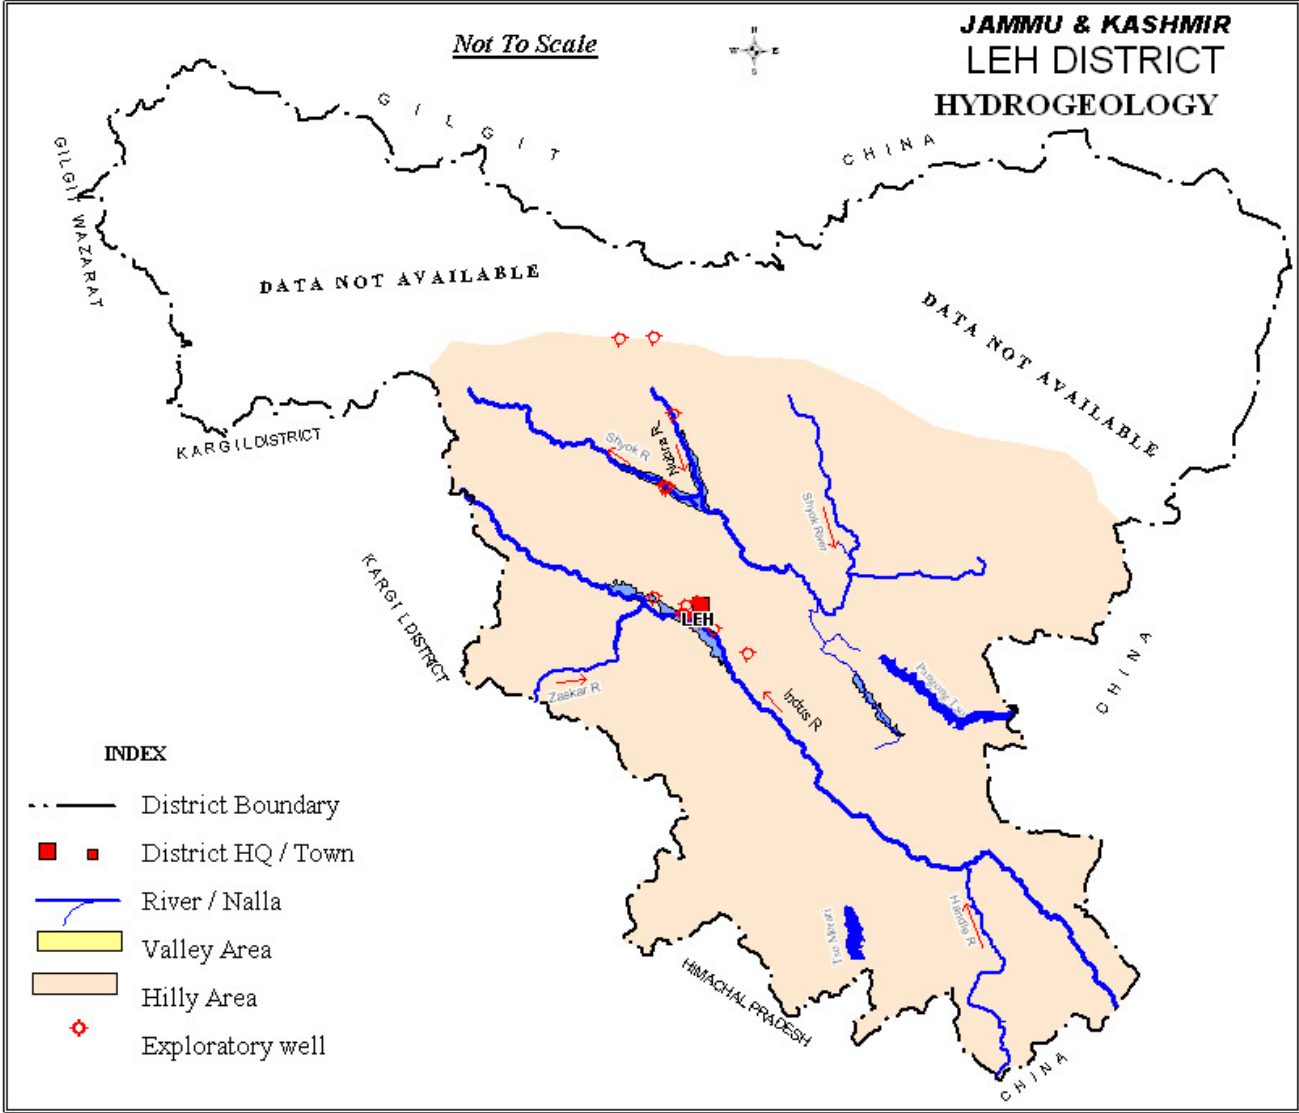 JAMMU & KASHMIR
LEH DISTRICT
HYDROGEOLOGY
Not To Scale
N
W E
S
GILGIT
CHINA
GILGIT WAZARAT
DATA NOT AVAILABLE
DATA NOT AVAILABLE
KARGIL DISTRICT
Shyok R
Nubra R
Shyok River
KARGIL DISTRICT
LEH
CHINA
Zaskar R
Indus R
Pangong Tso
INDEX
District Boundary
District HQ / Town
River / Nalla
Valley Area
Hilly Area
Exploratory well
Tso Morari
Handle R
HIMACHAL PRADESH
CHINA